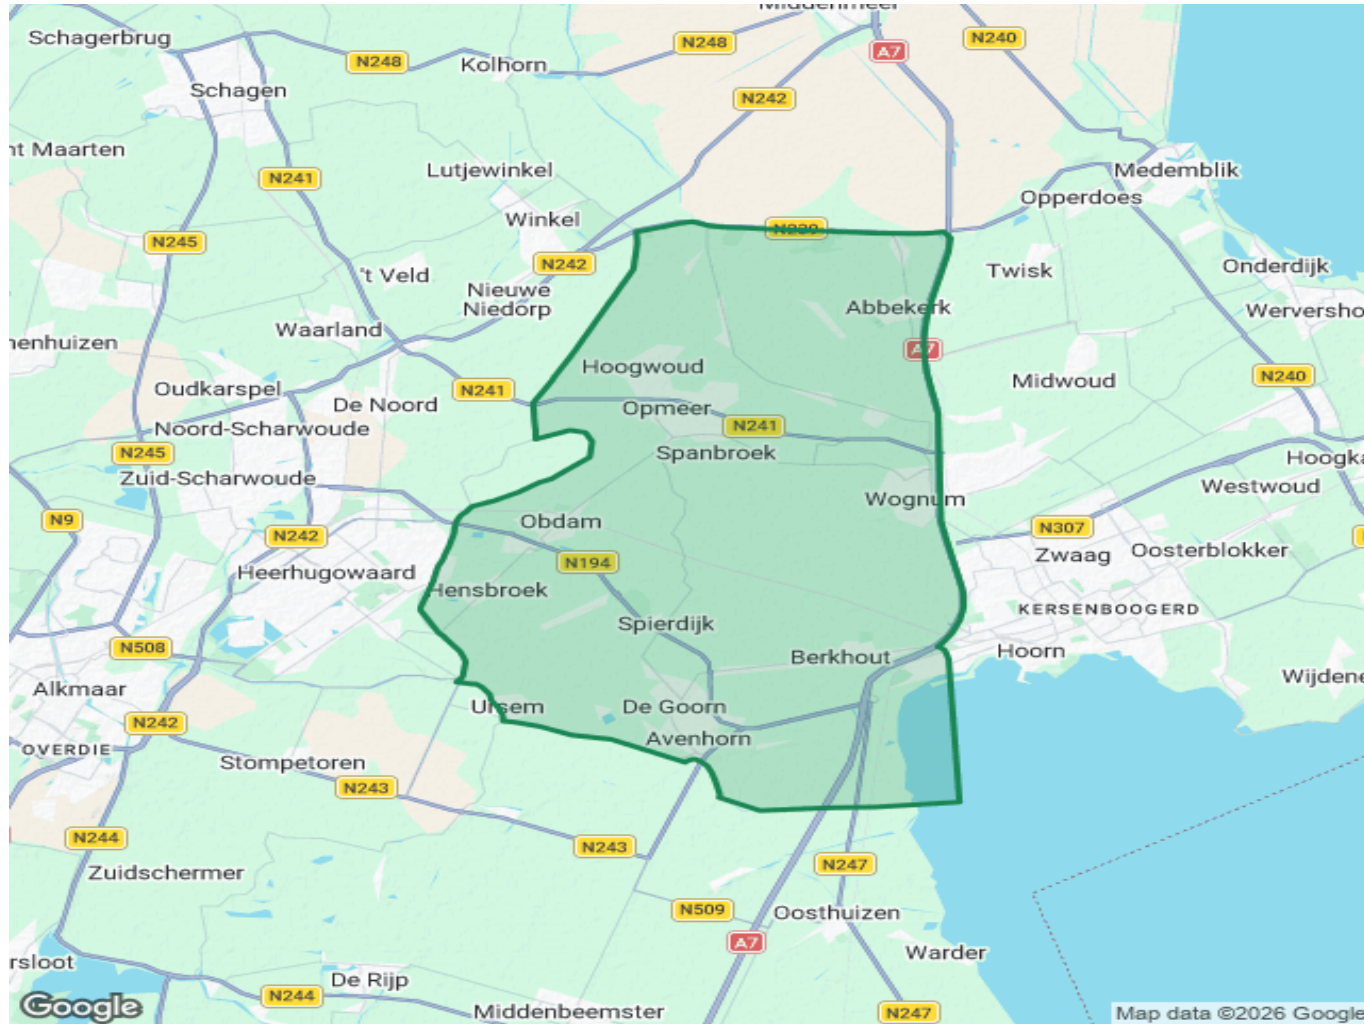 Middenmeer
Schagerbrug
N248
N240
A7
N248
Kolhorn
Schagen
N242
nt Maarten
Medemblik
Lutjewinkel
N241
Opperdoes
Winkel
N239
N245
N242
Onderdijk
't Veld
Twisk
Nieuwe
Niedorp
Abbekerk
Werversho
Waarland
nenhuizen
A7
Hoogwoud
N240
Midwoud
Oudkarspel
N241
De Noord
Opmeer
N241
Noord-Scharwoude
N245
Spanbroek
Hoogka
Zuid-Scharwoude
Westwoud
Wognum
N9
Obdam
N307
N242
Zwaag
Oosterblokker
N194
Heerhugowaard
Hensbroek
KERSENBOOGERD
Spierdijk
N508
Hoorn
Berkhout
Wijdene
Alkmaar
Ursem
De Goorn
N242
Avenhorn
OVERDIE
Stompetoren
N243
N244
N243
N247
Zuidschermer
N509
Oosthuizen
A7
Warder
rsloot
De Rijp
N244
Middenbeemster
N247
Google
Map data ©2026 Google